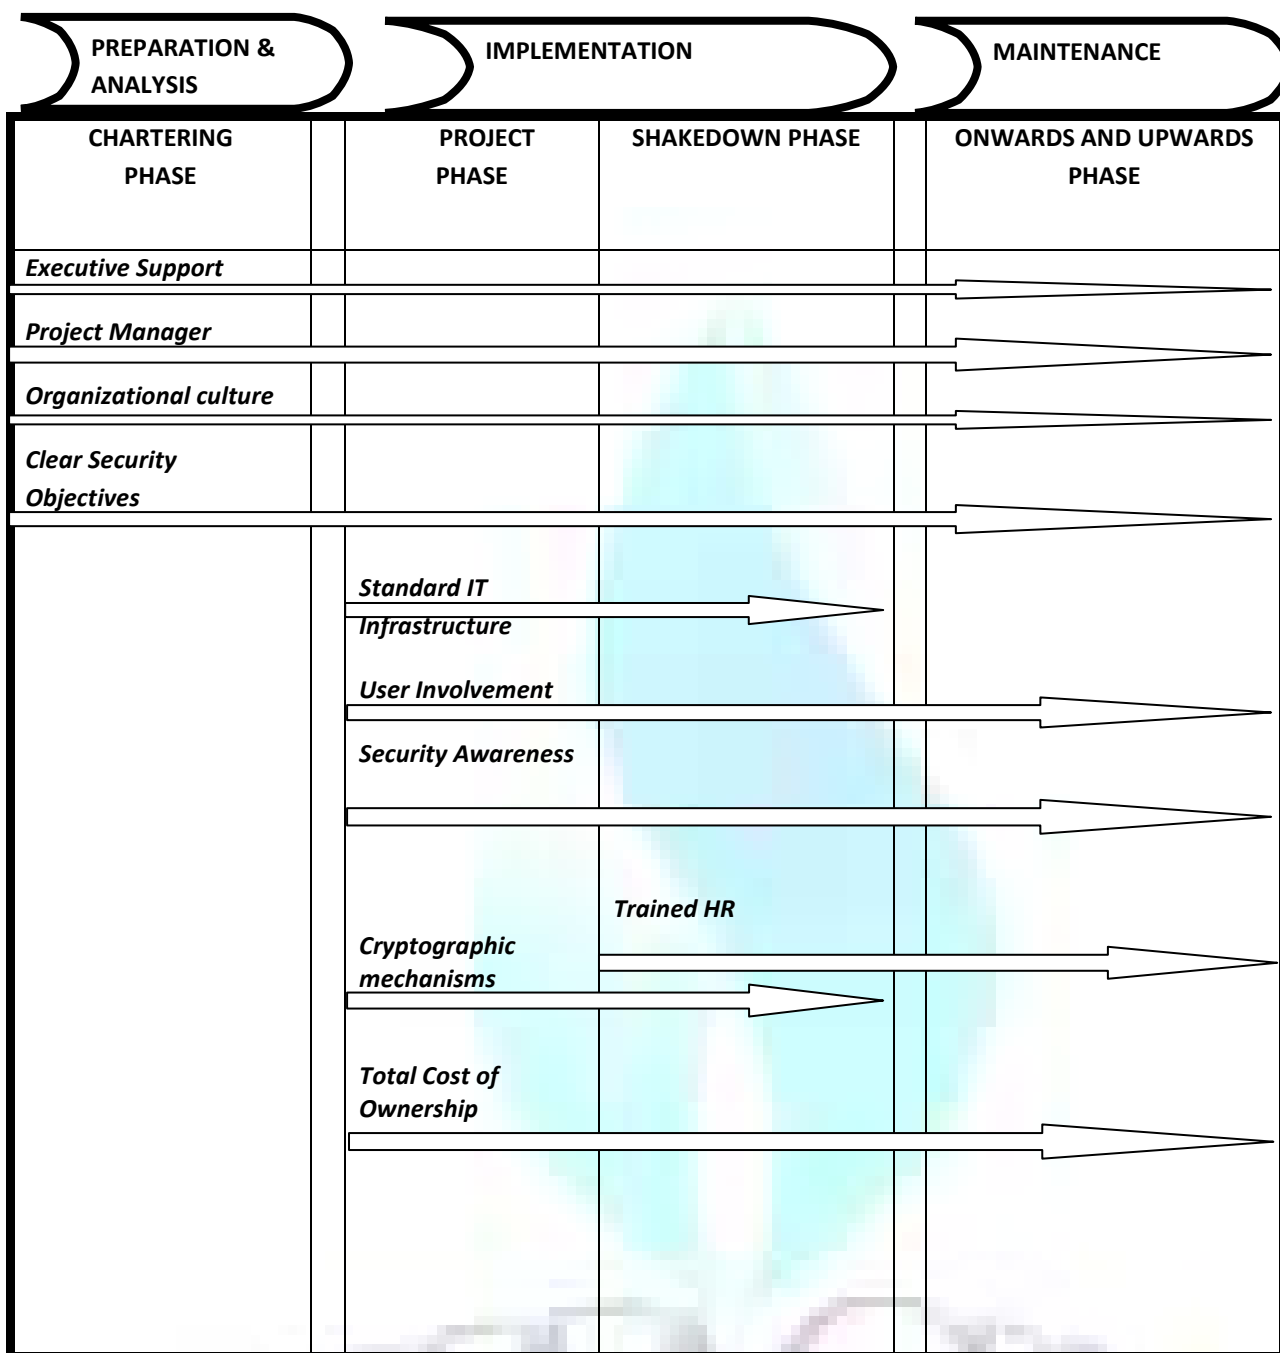 PREPARATION &
ANALYSIS
IMPLEMENTATION
MAINTENANCE
CHARTERING
PHASE
PROJECT
PHASE
SHAKEDOWN PHASE
ONWARDS AND UPWARDS
PHASE
Executive Support
Project Manager
Organizational culture
Clear Security
Objectives
Standard IT
Infrastructure
User Involvement
Security Awareness
Trained HR
Cryptographic
mechanisms
Total Cost of
Ownership